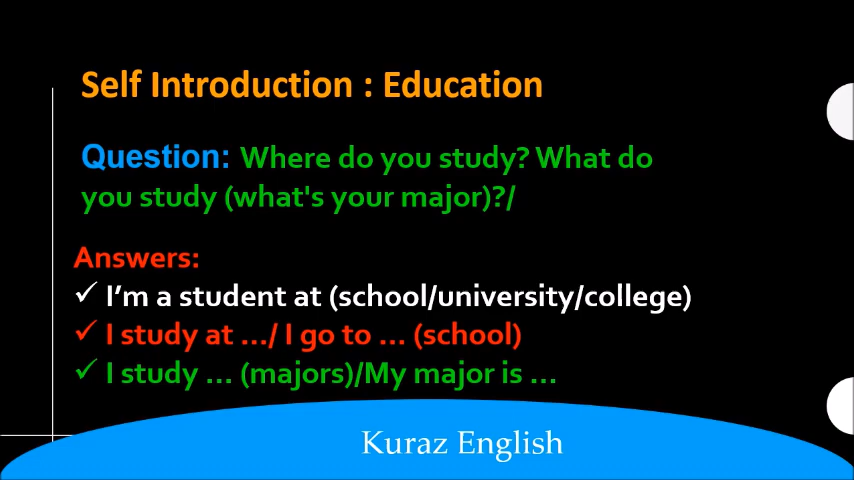 Self Introduction : Education
Question: Where do you study? What do
you study (what's your major)?/
Answers:
✓ I’m a student at (school/university/college)
✓ I study at .../ I go to ... (school)
✓ I study ... (majors)/My major is ...
Kuraz English